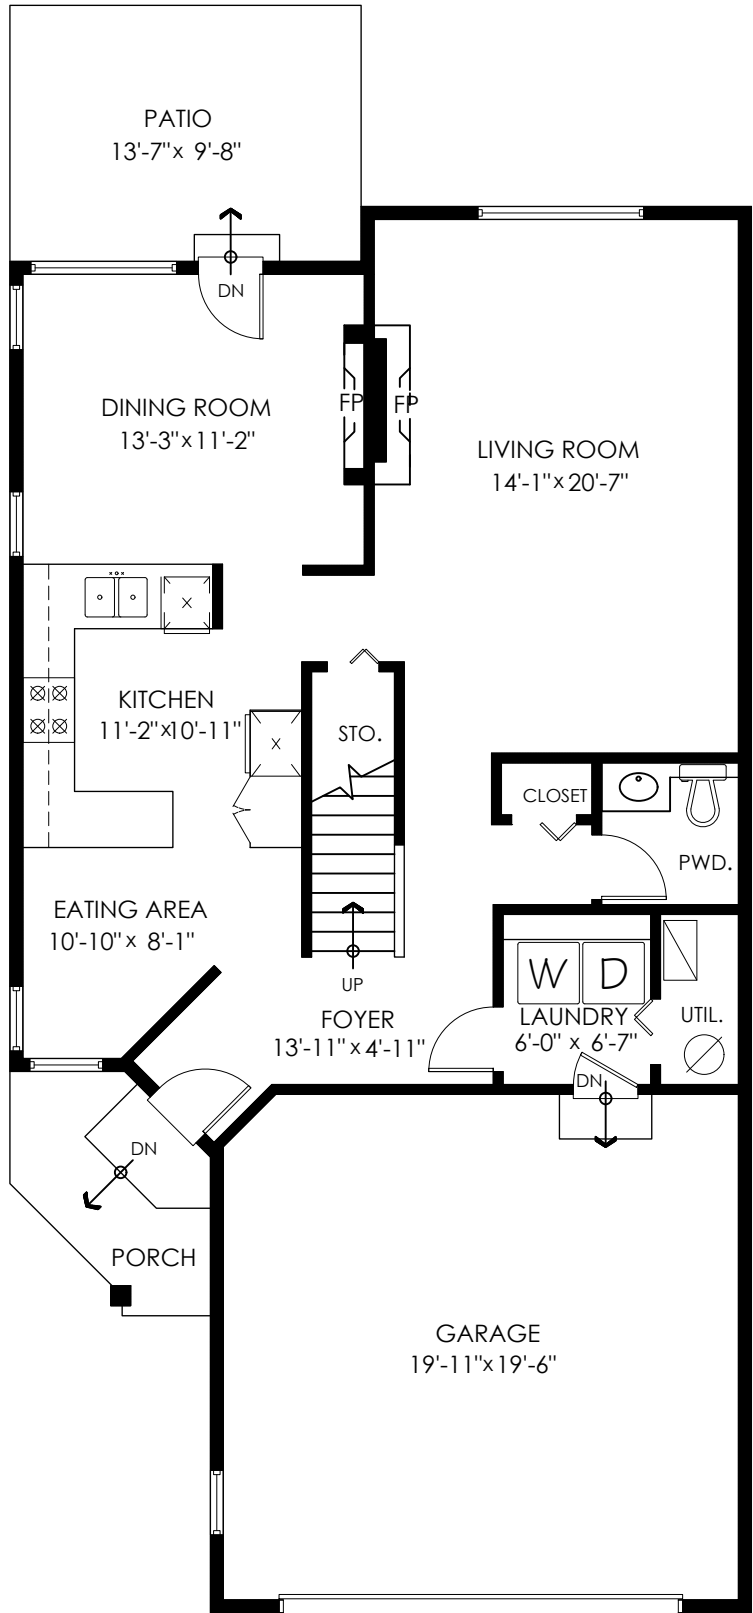 PATIO
13'-7" x 9'-8"
DN
DINING ROOM
13'-3" x 11'-2"
FP
FP
LIVING ROOM
14'-1" x 20'-7"
X
KITCHEN
11'-2" x 10'-11"
STO.
X
CLOSET
PWD.
EATING AREA
10'-10" x 8'-1"
W D
UP
FOYER
13'-11" x 4'-11"
LAUNDRY
6'-0" x 6'-7"
UTIL.
DN
DN
PORCH
GARAGE
19'-11" x 19'-6"